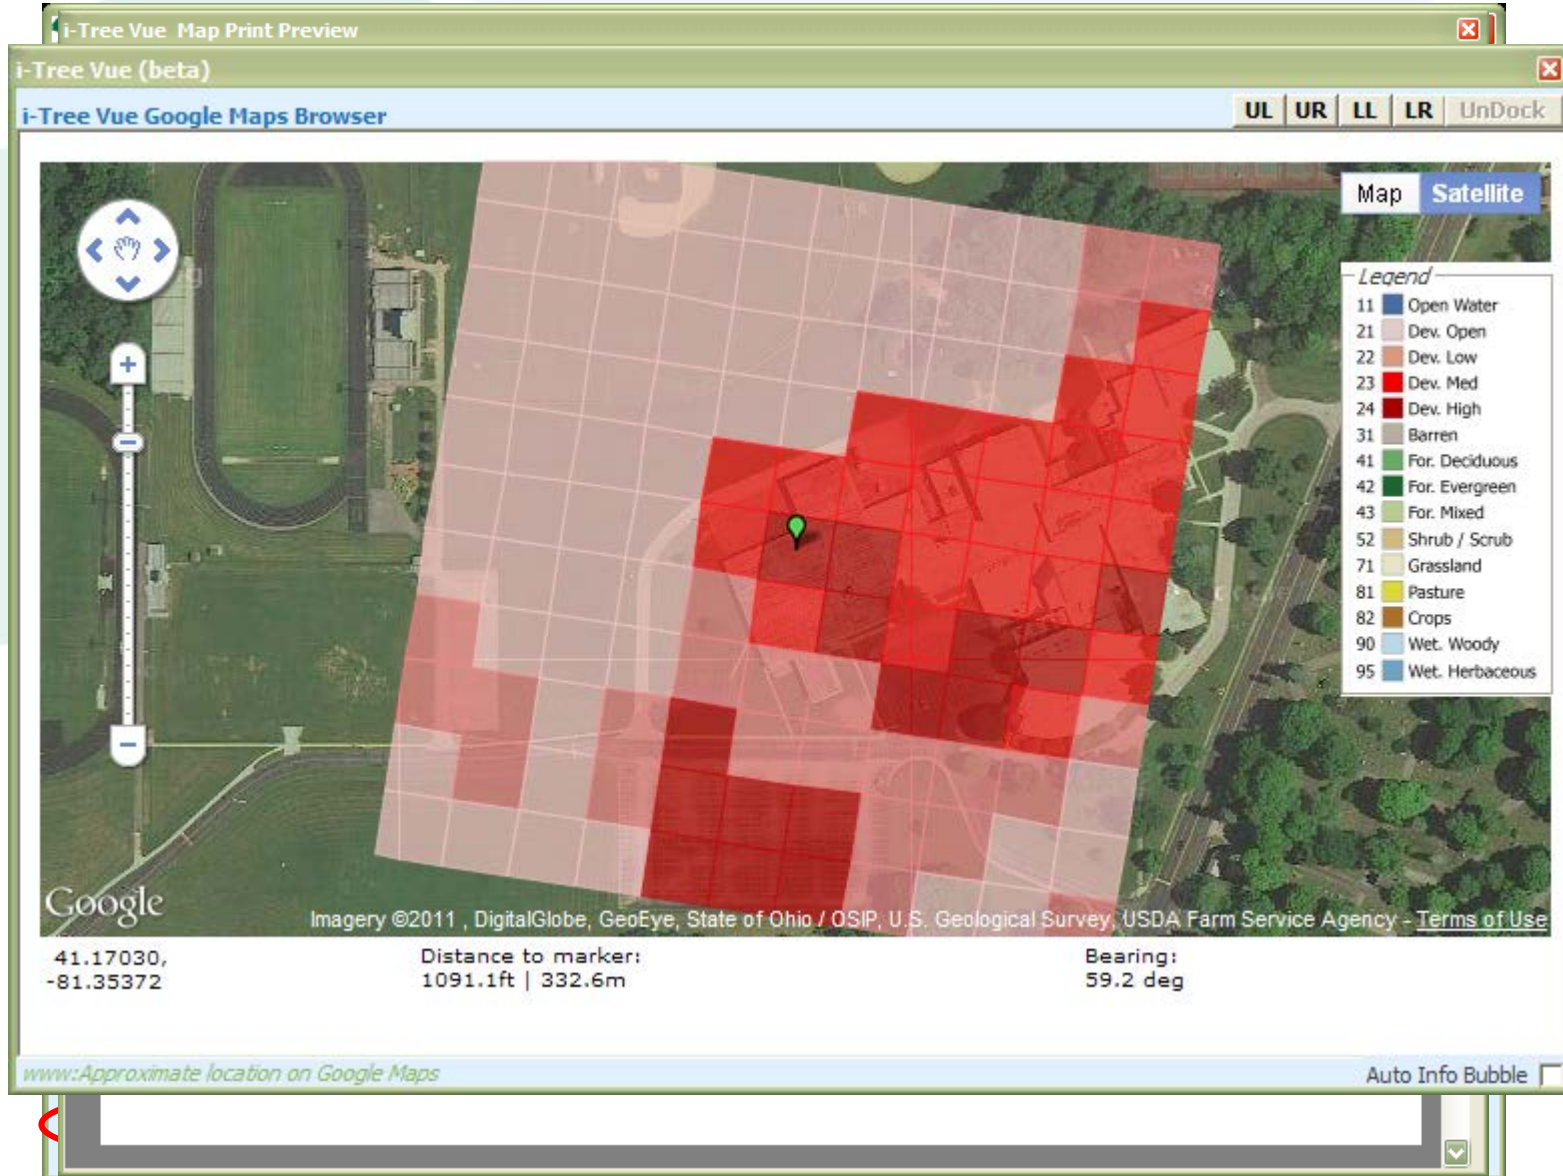 i-Tree Vue Map Print Preview
i-Tree Vue (beta)
i-Tree Vue Google Maps Browser
UL UR LL LR UnDock
Map Satellite
Legend
11 Open Water
21 Dev. Open
22 Dev. Low
23 Dev. Med
24 Dev. High
31 Barren
41 For. Deciduous
42 For. Evergreen
43 For. Mixed
52 Shrub / Scrub
71 Grassland
81 Pasture
82 Crops
90 Wet. Woody
95 Wet. Herbaceous
Google
Imagery ©2011 , DigitalGlobe, GeoEye, State of Ohio / OSIP, U.S. Geological Survey, USDA Farm Service Agency - Terms of Use
41.17030,
-81.35372
Distance to marker:
1091.1ft | 332.6m
Bearing:
59.2 deg
www:Approximate location on Google Maps
Auto Info Bubble